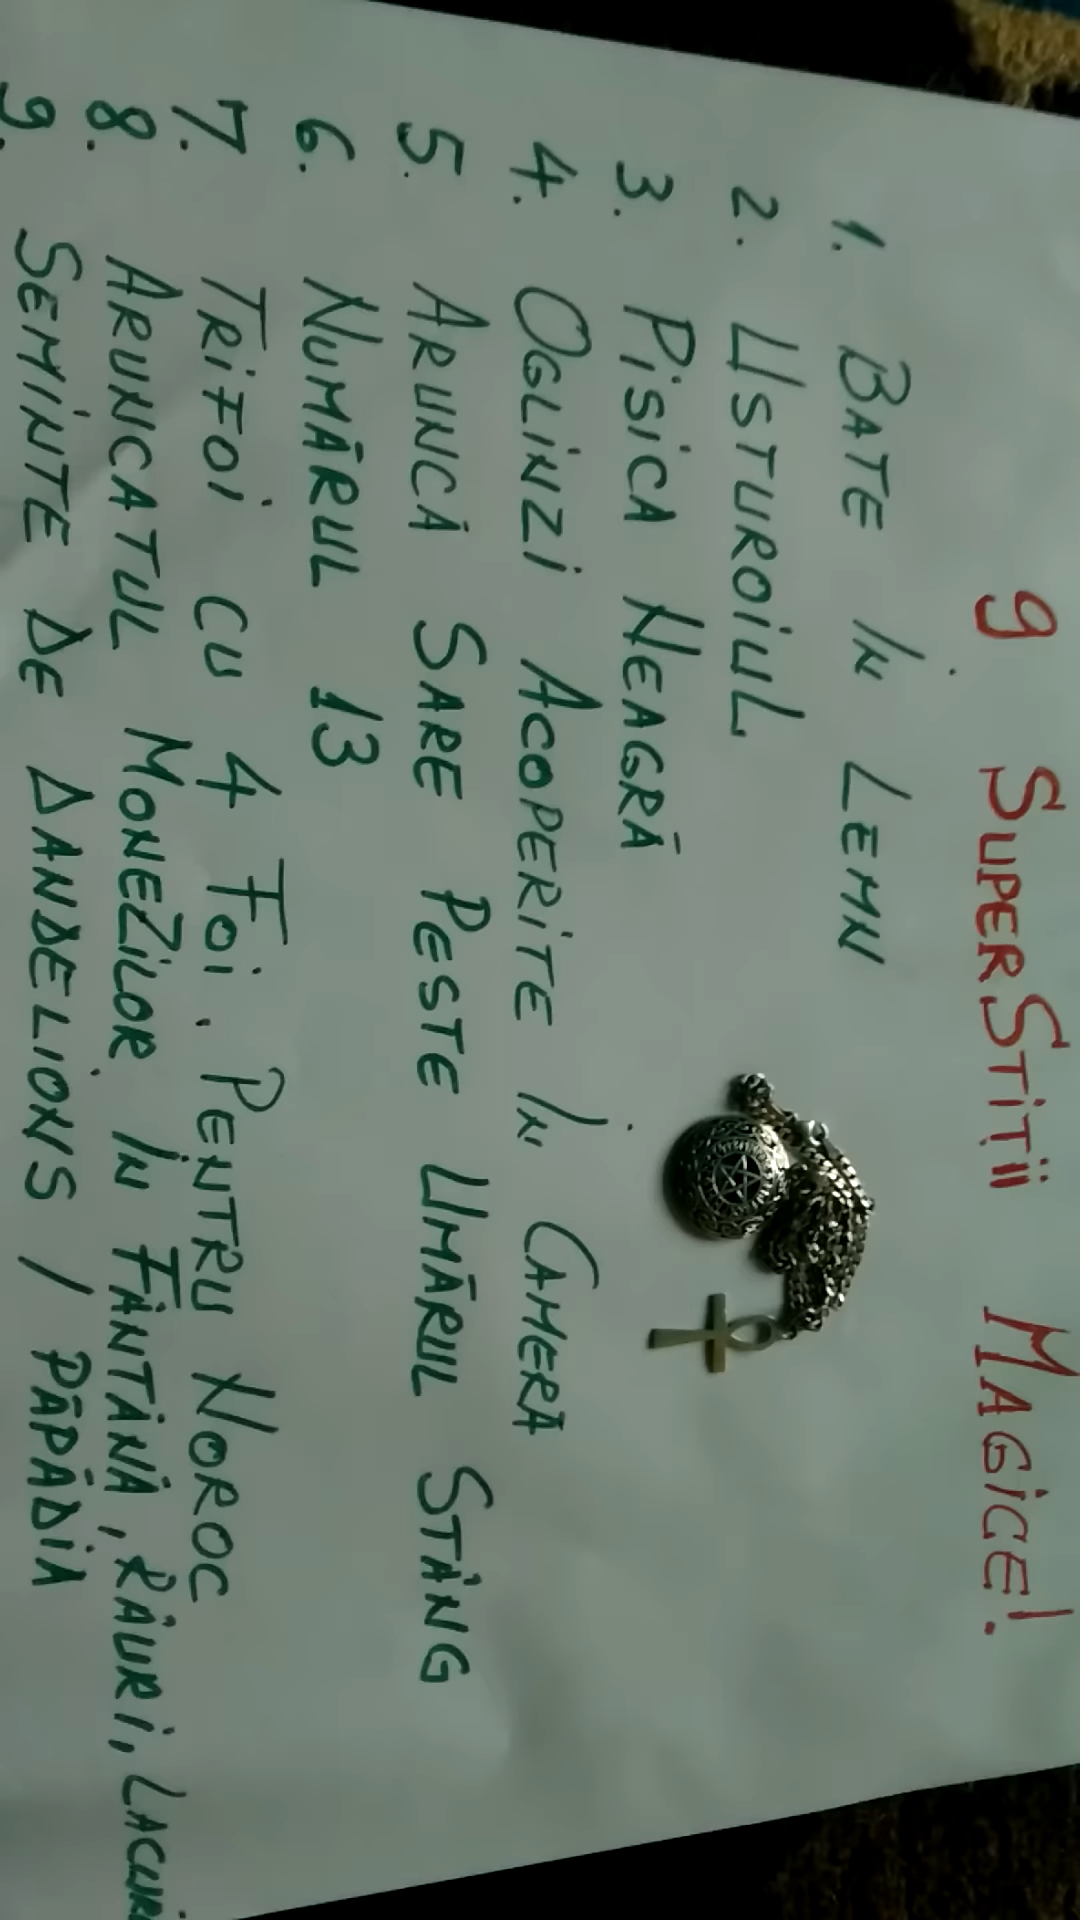 9 SUPERSTIȚII MAGICE!
1. BATE ÎN LEMN
2. USTUROIUL
3. PISICA NEAGRĂ
4. OGLINZI ACOPERITE ÎN CAMERĂ
5. ARUNCĂ SARE PESTE UMĂRUL STÂNG
6. NUMĂRUL 13
7. TRIFOI CU 4 FOI. PENTRU NOROC
8. ARUNCATUL MONEZILOR ÎN FÂNTÂNĂ, RÂURI, LACURI
9. SEMINTE DE DANDELIONS / PĂPĂDIA